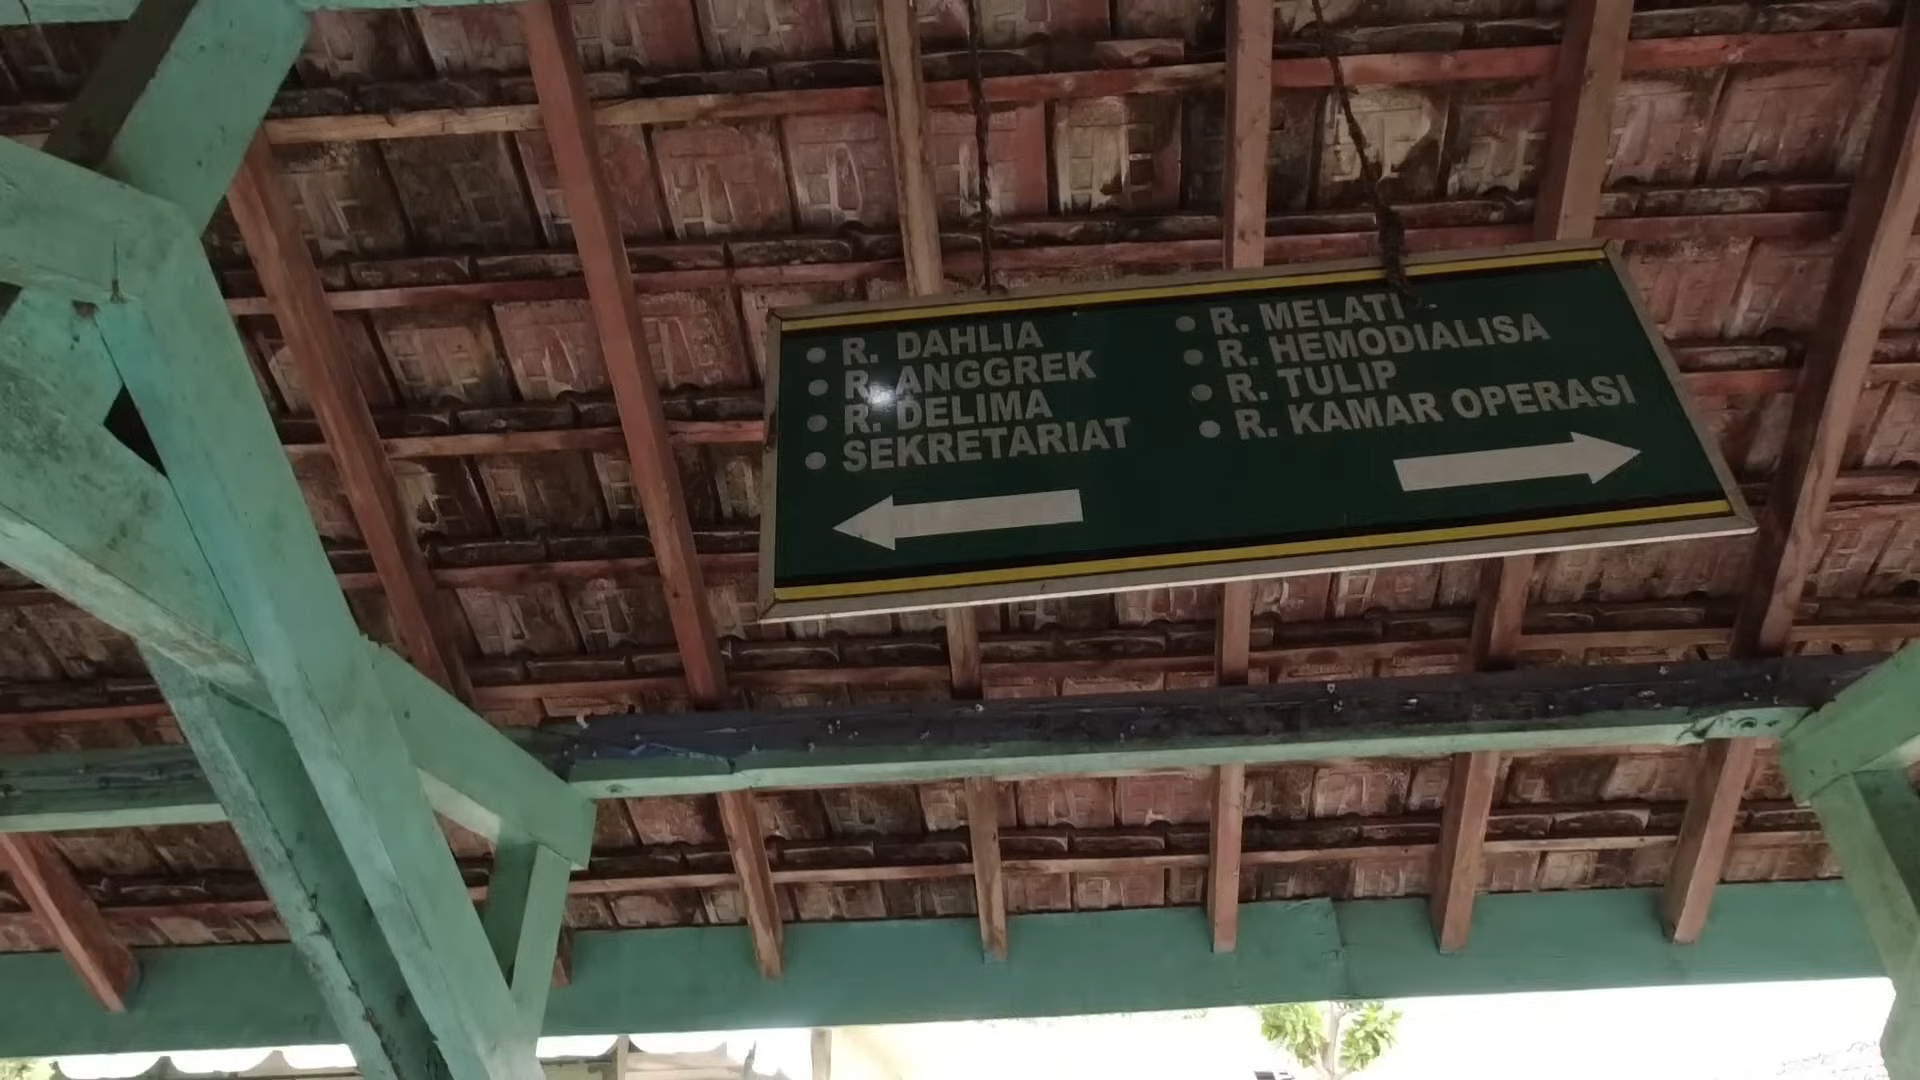 • R. DAHLIA
• R. ANGGREK
• R. DELIMA
• SEKRETARIAT
• R. MELATI
• R. HEMODIALISA
• R. TULIP
• R. KAMAR OPERASI